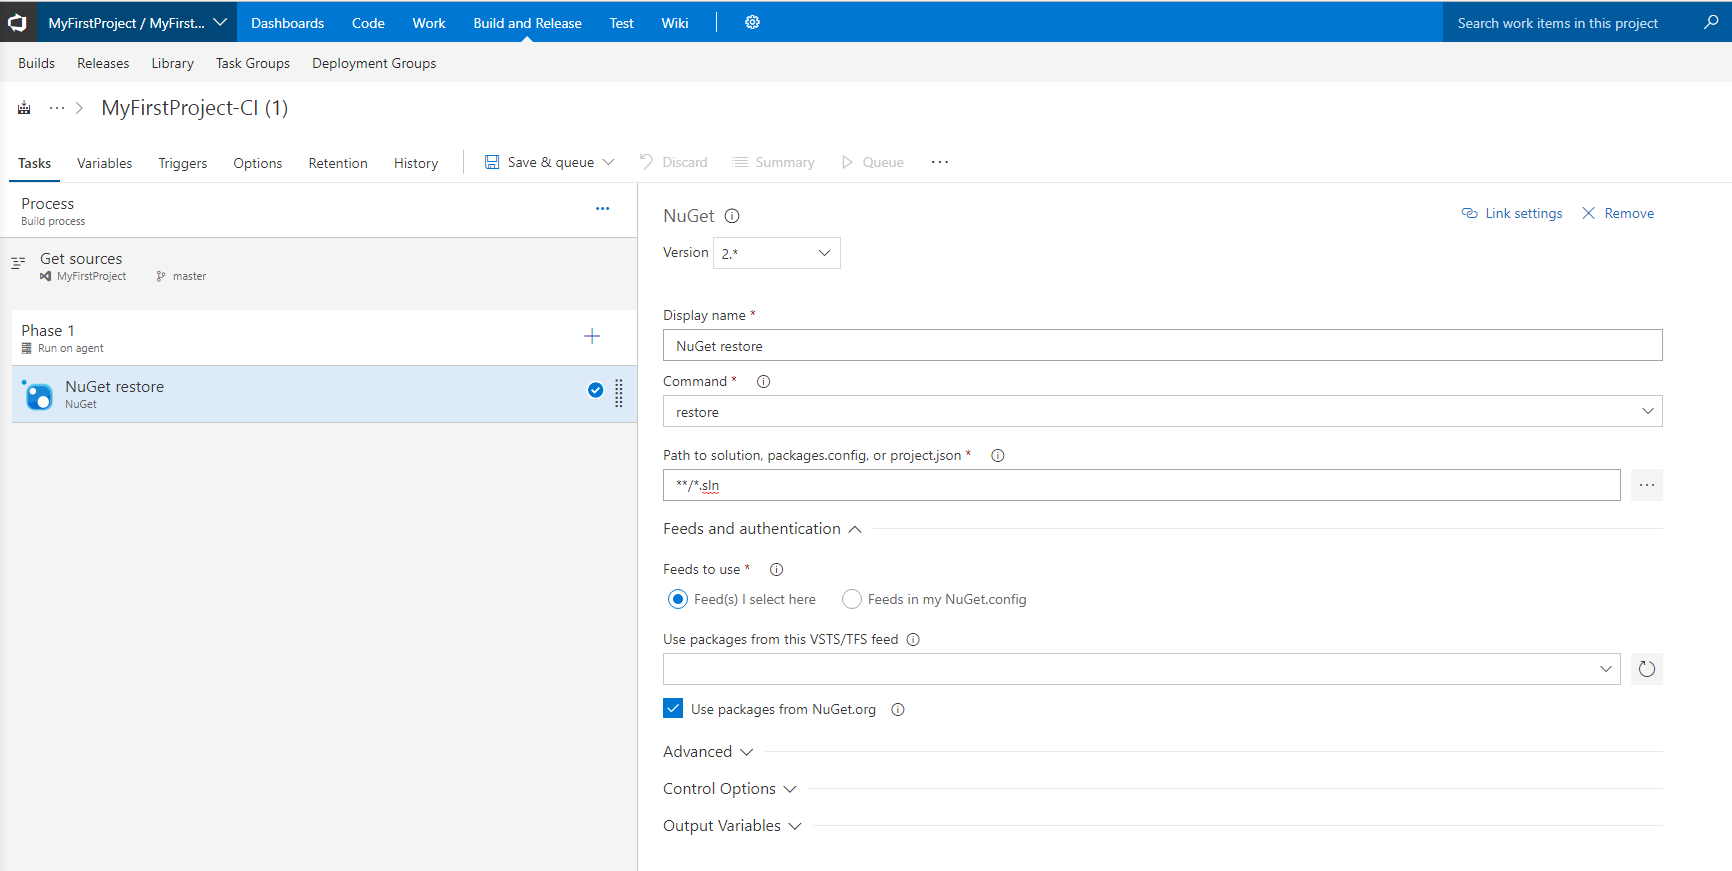 MyFirstProject / MyFirst... Dashboards Code Work Build and Release Test Wiki Search work items in this project
Builds Releases Library Task Groups Deployment Groups
... > MyFirstProject-CI (1)
Tasks Variables Triggers Options Retention History Save & queue Discard Summary Queue ...
Process
Build process
Get sources
MyFirstProject master
Phase 1
Run on agent
NuGet restore
NuGet
NuGet
Link settings Remove
Version 2.*
Display name *
NuGet restore
Command *
restore
Path to solution, packages.config, or project.json *
**/*.sln
Feeds and authentication
Feeds to use *
Feed(s) I select here Feeds in my NuGet.config
Use packages from this VSTS/TFS feed
Use packages from NuGet.org
Advanced
Control Options
Output Variables